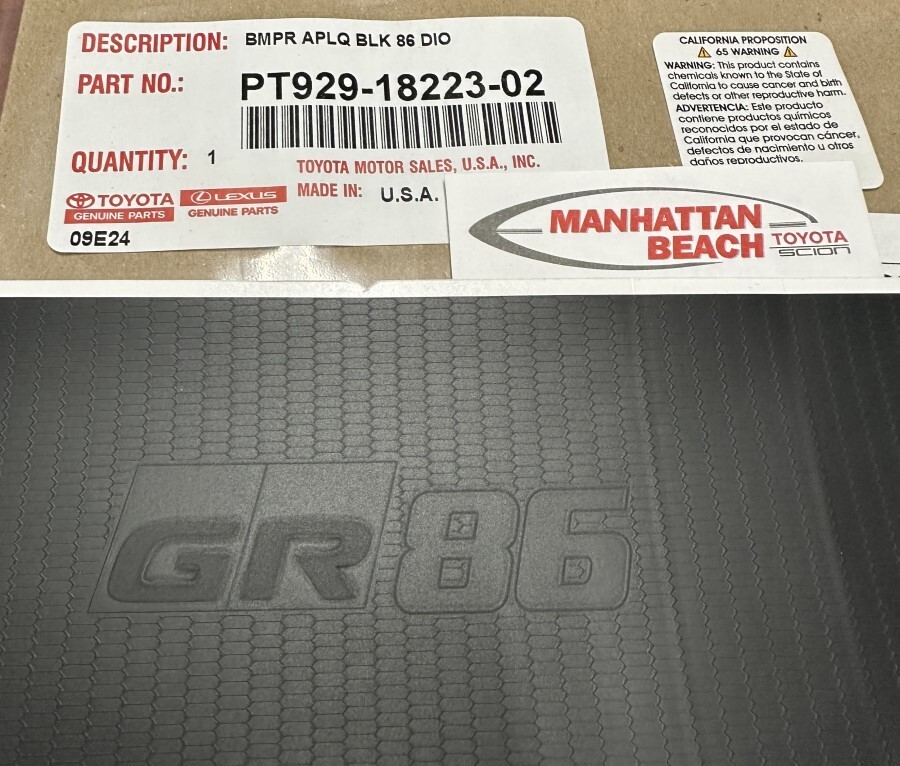 DESCRIPTION: BMPR APLQ BLK 86 DIO
PART NO.: PT929-18223-02
QUANTITY: 1
TOYOTA MOTOR SALES, U.S.A., INC.
MADE IN: U.S.A.
TOYOTA
GENUINE PARTS
LEXUS
GENUINE PARTS
09E24
CALIFORNIA PROPOSITION
65 WARNING
WARNING: This product contains
chemicals known to the State of
California to cause cancer and birth
defects or other reproductive harm.
ADVERTENCIA: Este producto
contiene productos químicos
reconocidos por el estado de
California que provocan cáncer,
defectos de nacimiento u otros
daños reproductivos.
MANHATTAN
BEACH
TOYOTA
SCION
GR 86